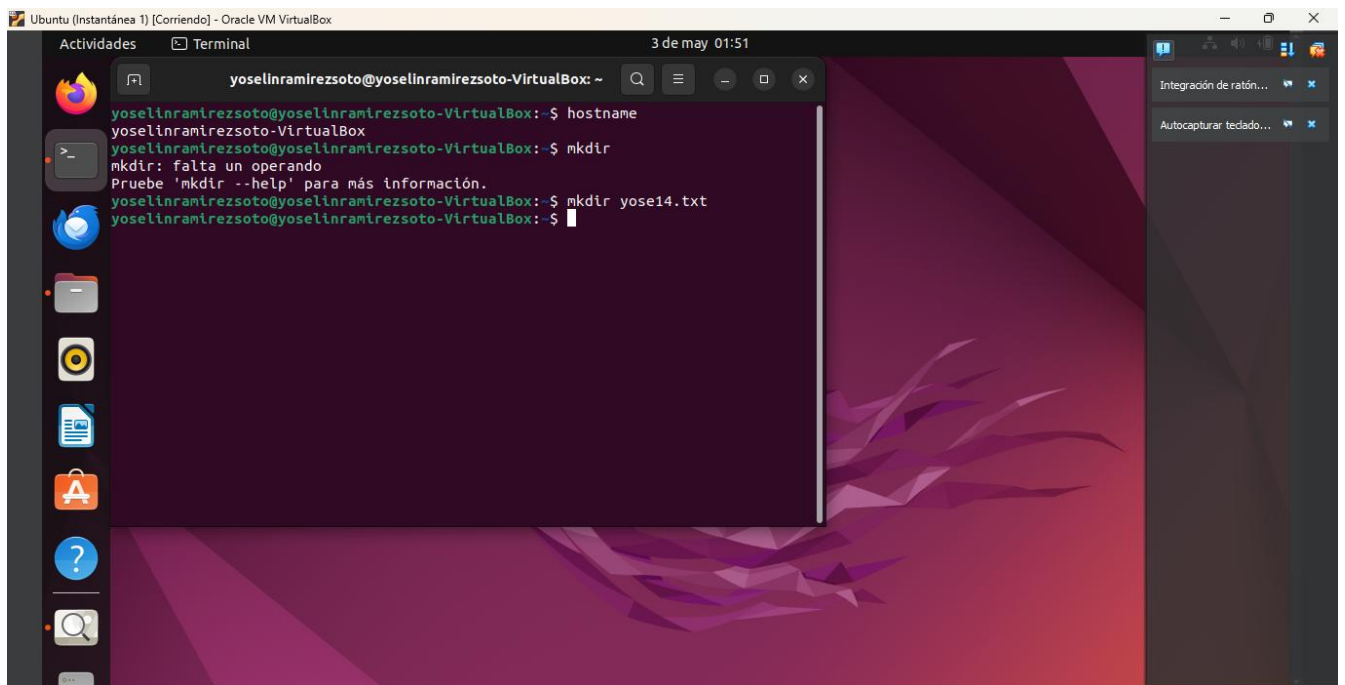 Ubuntu (Instantánea 1) [Corriendo] - Oracle VM VirtualBox
Actividades Terminal 3 de may 01:51
yoselinramirezsoto@yoselinramirezsoto-VirtualBox: ~
Integración de ratón...
Autocapturar teclado...
yoselinramirezsoto@yoselinramirezsoto-VirtualBox:~$ hostname
yoselinramirezsoto-VirtualBox
yoselinramirezsoto@yoselinramirezsoto-VirtualBox:~$ mkdir
mkdir: falta un operando
Pruebe 'mkdir --help' para más información.
yoselinramirezsoto@yoselinramirezsoto-VirtualBox:~$ mkdir yose14.txt
yoselinramirezsoto@yoselinramirezsoto-VirtualBox:~$